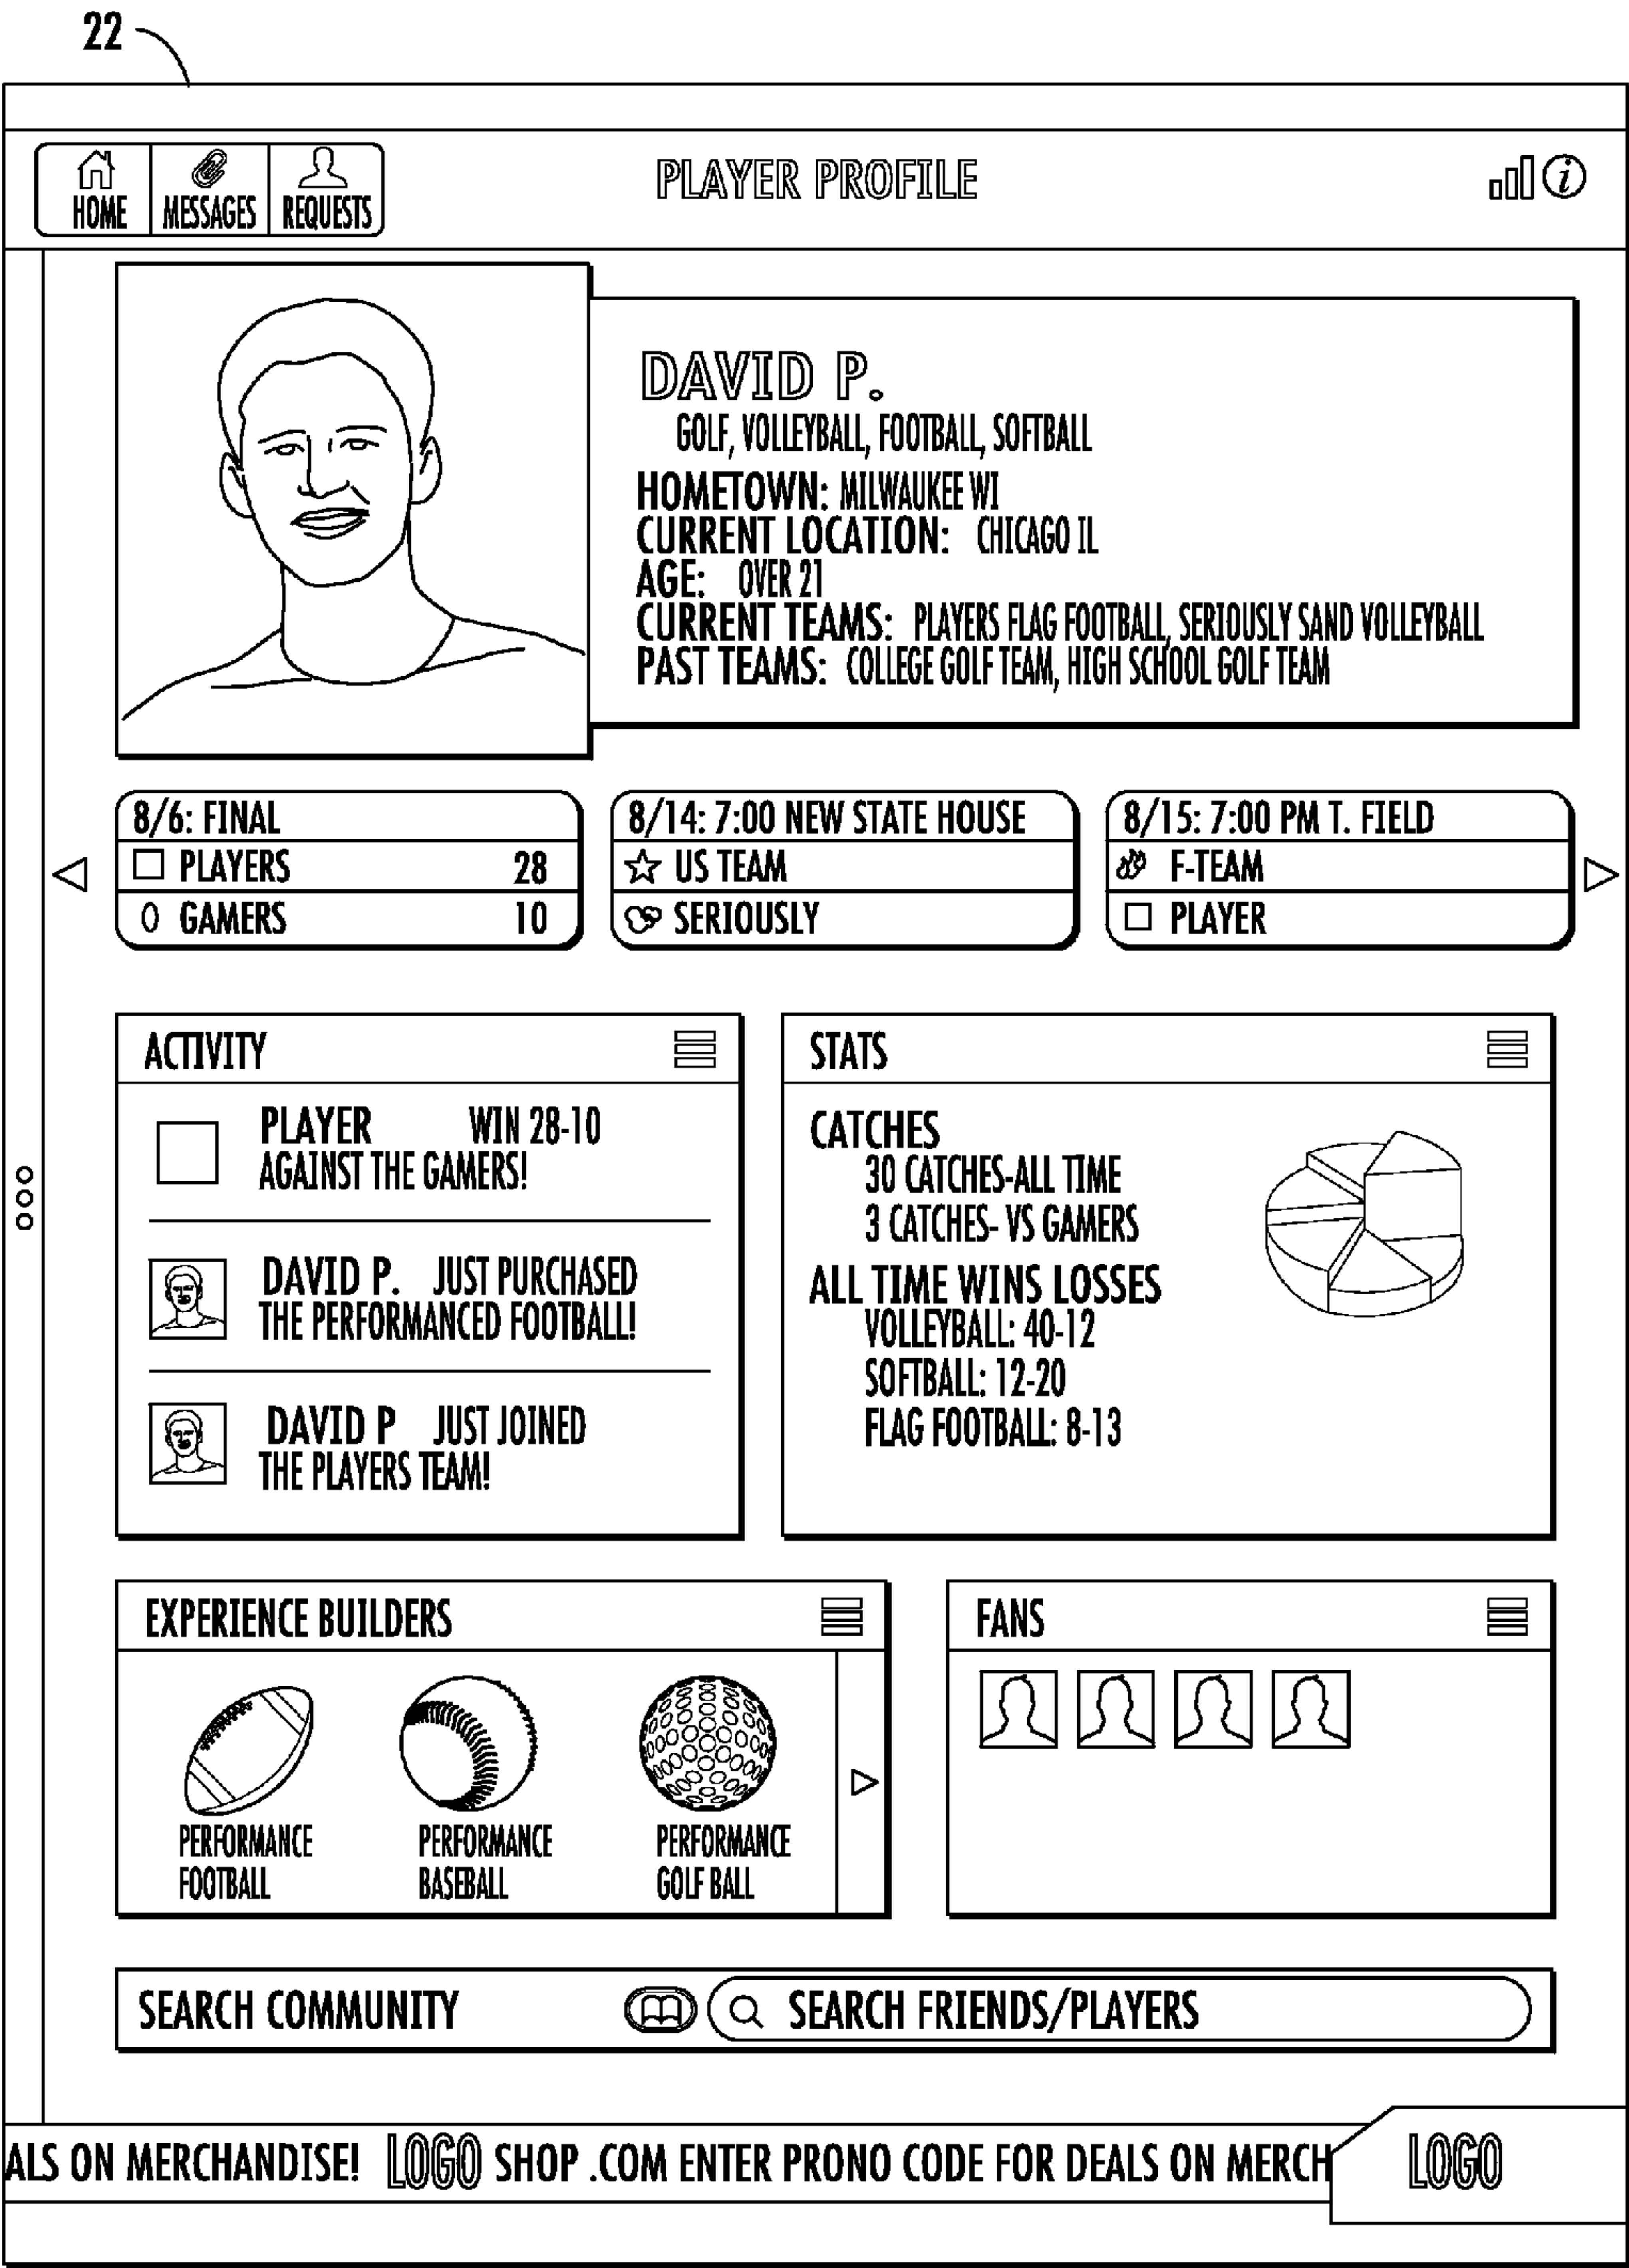 22
HOME MESSAGES REQUESTS
PLAYER PROFILE
i
DAVID P.
GOLF, VOLLEYBALL, FOOTBALL, SOFTBALL
HOMETOWN: MILWAUKEE WI
CURRENT LOCATION: CHICAGO IL
AGE: OVER 21
CURRENT TEAMS: PLAYERS FLAG FOOTBALL, SERIOUSLY SAND VOLLEYBALL
PAST TEAMS: COLLEGE GOLF TEAM, HIGH SCHOOL GOLF TEAM
8/6: FINAL
PLAYERS 28
GAMERS 10
8/14: 7:00 NEW STATE HOUSE
US TEAM
SERIOUSLY
8/15: 7:00 PM T. FIELD
F-TEAM
PLAYER
ACTIVITY
PLAYER WIN 28-10
AGAINST THE GAMERS!
DAVID P. JUST PURCHASED
THE PERFORMANCED FOOTBALL!
DAVID P JUST JOINED
THE PLAYERS TEAM!
STATS
CATCHES
30 CATCHES-ALL TIME
3 CATCHES- VS GAMERS
ALL TIME WINS LOSSES
VOLLEYBALL: 40-12
SOFTBALL: 12-20
FLAG FOOTBALL: 8-13
EXPERIENCE BUILDERS
PERFORMANCE
FOOTBALL
PERFORMANCE
BASEBALL
PERFORMANCE
GOLF BALL
FANS
SEARCH COMMUNITY
SEARCH FRIENDS/PLAYERS
ALS ON MERCHANDISE! LOGO SHOP .COM ENTER PRONO CODE FOR DEALS ON MERCH
LOGO